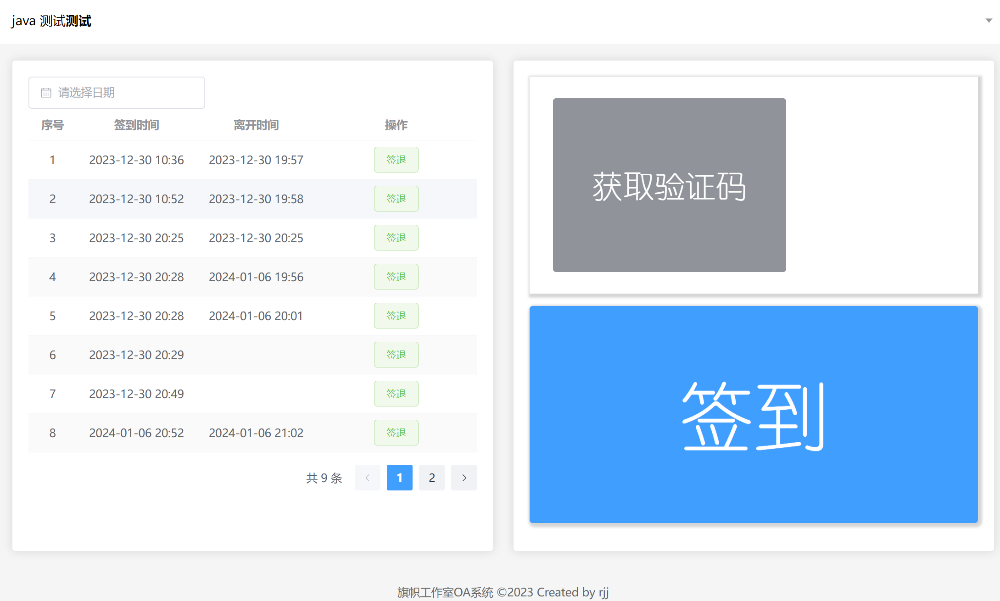 java 测试测试
请选择日期
序号 签到时间 离开时间 操作
1 2023-12-30 10:36 2023-12-30 19:57 签退
2 2023-12-30 10:52 2023-12-30 19:58 签退
3 2023-12-30 20:25 2023-12-30 20:25 签退
4 2023-12-30 20:28 2024-01-06 19:56 签退
5 2023-12-30 20:28 2024-01-06 20:01 签退
6 2023-12-30 20:29 签退
7 2023-12-30 20:49 签退
8 2024-01-06 20:52 2024-01-06 21:02 签退
共 9 条 1 2
获取验证码
签到
旗帜工作室OA系统 ©2023 Created by rjj